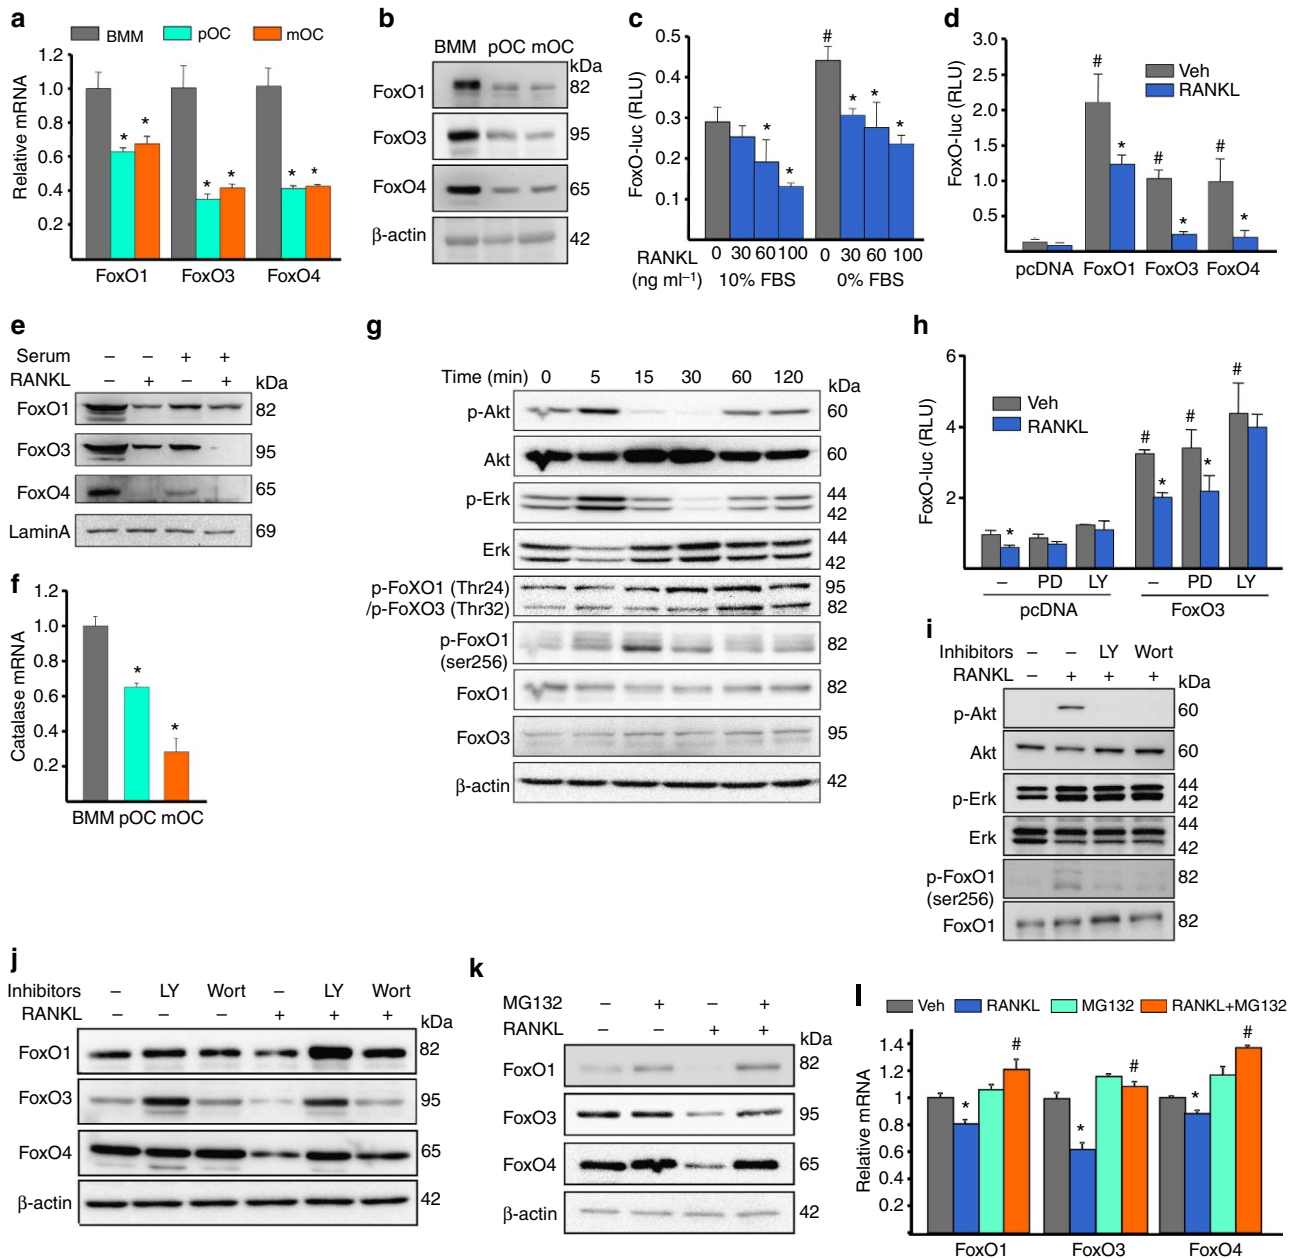 a
BMM pOC mOC
Relative mRNA
1.2
1.0
0.8
0.6
0.4
0.2
* * * * * *
FoxO1 FoxO3 FoxO4
b
BMM pOC mOC
kDa
FoxO1 82
FoxO3 95
FoxO4 65
β-actin 42
c
FoxO-luc (RLU)
0.5
0.4
0.3
0.2
0.1
#
* * * * *
RANKL 0 30 60 100 0 30 60 100
(ng ml⁻¹) 10% FBS 0% FBS
d
FoxO-luc (RLU)
3.0
2.5
2.0
1.5
1.0
0.5
Veh
RANKL
# # #
* * *
pcDNA FoxO1 FoxO3 FoxO4
e
Serum – – + +
RANKL – + – + kDa
FoxO1 82
FoxO3 95
FoxO4 65
LaminA 69
f
Catalase mRNA
1.2
1.0
0.8
0.6
0.4
0.2
* *
BMM pOC mOC
g
Time (min) 0 5 15 30 60 120
kDa
p-Akt 60
Akt 60
p-Erk 44
42
Erk 44
42
p-FoXO1 (Thr24) 95
/p-FoXO3 (Thr32) 82
p-FoxO1 82
(ser256)
FoxO1 82
FoxO3 95
β-actin 42
h
FoxO-luc (RLU)
6
4
2
Veh
RANKL
# # #
* * *
– PD LY – PD LY
pcDNA FoxO3
i
Inhibitors – – LY Wort
RANKL – + + +
kDa
p-Akt 60
Akt 60
p-Erk 44
42
Erk 44
42
p-FoxO1 82
(ser256)
FoxO1 82
j
Inhibitors – LY Wort – LY Wort
RANKL – – – + + +
kDa
FoxO1 82
FoxO3 95
FoxO4 65
β-actin 42
k
MG132 – + – +
RANKL – – + +
kDa
FoxO1 82
FoxO3 95
FoxO4 65
β-actin 42
l
Veh RANKL MG132 RANKL+MG132
Relative mRNA
1.4
1.2
1.0
0.8
0.6
0.4
0.2
# # #
* * *
FoxO1 FoxO3 FoxO4